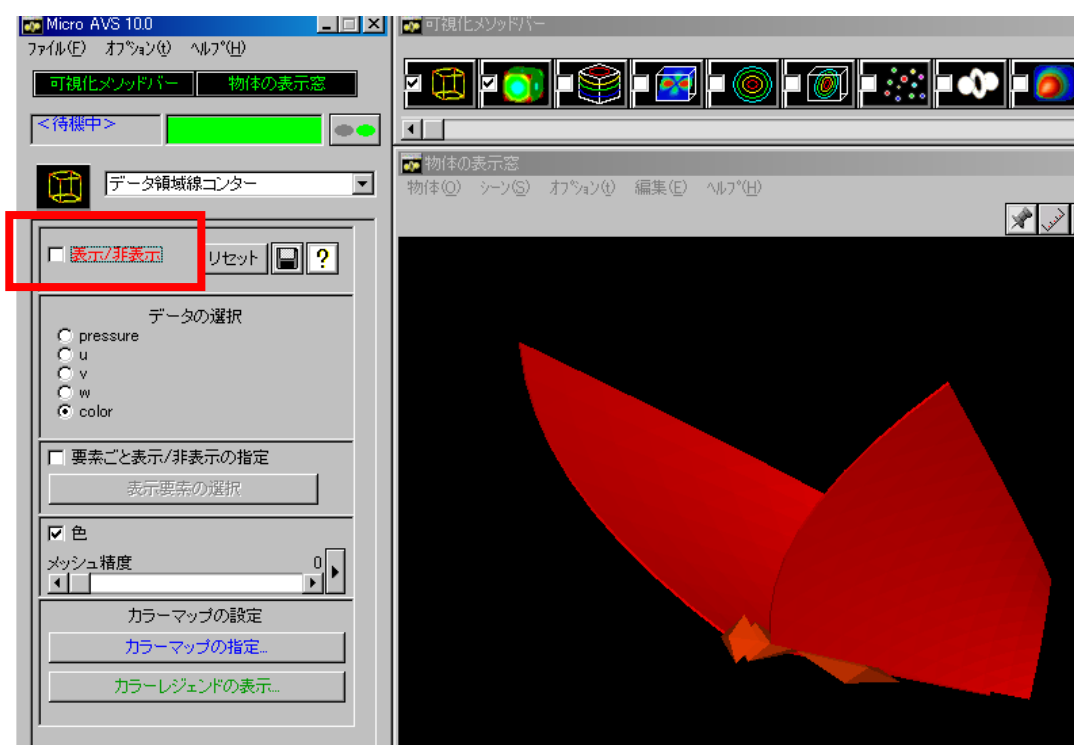 Micro AVS 10.0
ファイル(F) オプション(t) ヘルプ(H)
可視化メソッドバー 物体の表示窓
<待機中>
データ領域線コンター
表示/非表示 リセット ?
データの選択
pressure
u
v
w
color
要素ごと表示/非表示の指定
表示要素の選択
色
メッシュ精度 0
カラーマップの設定
カラーマップの指定...
カラーレジェンドの表示...
可視化メソッドバー
物体の表示窓
物体(O) シーン(S) オプション(t) 編集(E) ヘルプ(H)